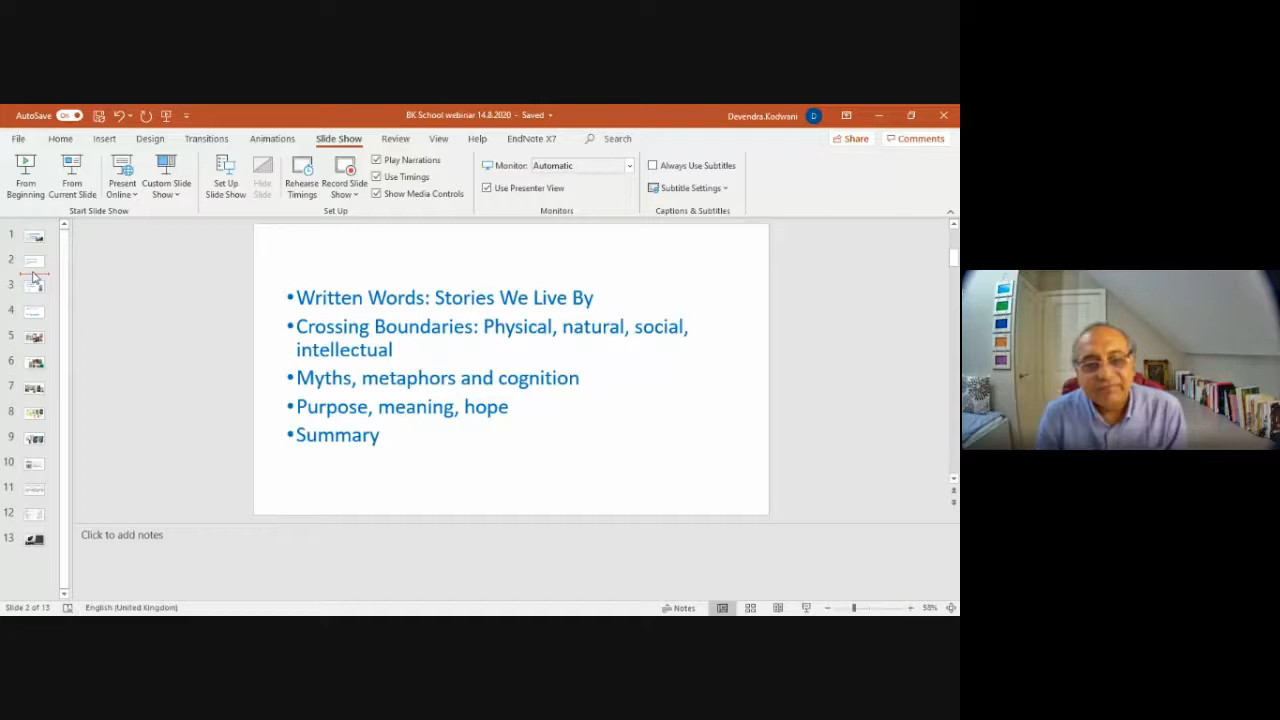 AutoSave On BK School webinar 14.8.2020 - Saved Devendra.Kodwani D
File Home Insert Design Transitions Animations Slide Show Review View Help EndNote X7 Search Share Comments
From Beginning
From Current Slide
Present Online
Custom Slide Show
Start Slide Show
Set Up Slide Show
Hide Slide
Rehearse Timings
Record Slide Show
Play Narrations
Use Timings
Show Media Controls
Set Up
Monitor: Automatic
Use Presenter View
Monitors
Always Use Subtitles
Subtitle Settings
Captions & Subtitles
1
2
3
4
5
6
7
8
9
10
11
12
13
•Written Words: Stories We Live By
•Crossing Boundaries: Physical, natural, social,
intellectual
•Myths, metaphors and cognition
•Purpose, meaning, hope
•Summary
Click to add notes
Slide 2 of 13 English (United Kingdom) Notes 58%